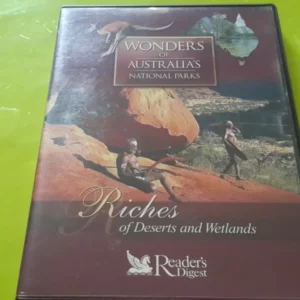 WONDERS
OF
AUSTRALIA'S
NATIONAL PARKS
Riches
of Deserts and Wetlands
Reader's
Digest